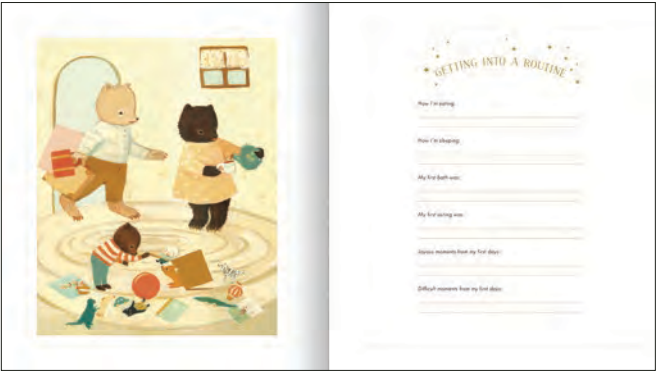 GETTING INTO A ROUTINE
How I'm eating:
How I'm sleeping:
My first bath was:
My first outing was:
Joyous moments from my first days:
Difficult moments from my first days: